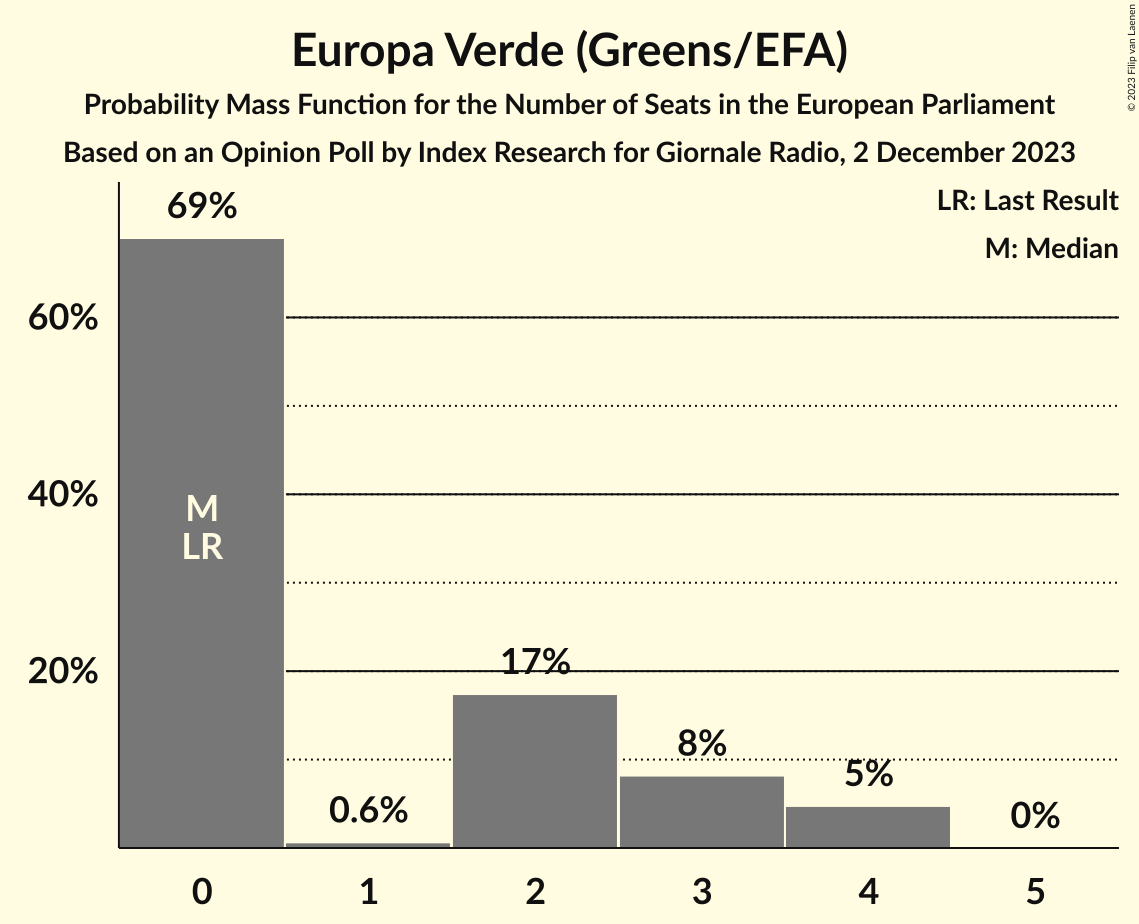 Europa Verde (Greens/EFA)
Probability Mass Function for the Number of Seats in the European Parliament
Based on an Opinion Poll by Index Research for Giornale Radio, 2 December 2023
© 2023 Filip van Laenen
LR: Last Result
M: Median
69%
60%
40%
M
LR
20%
17%
8%
5%
0.6%
0%
0 1 2 3 4 5